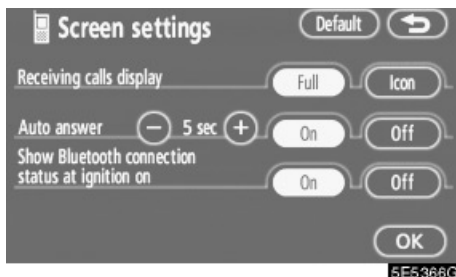 Screen settings Default
Receiving calls display Full Icon
Auto answer 5 sec On Off
Show Bluetooth connection
status at ignition on On Off
OK
5E5366G